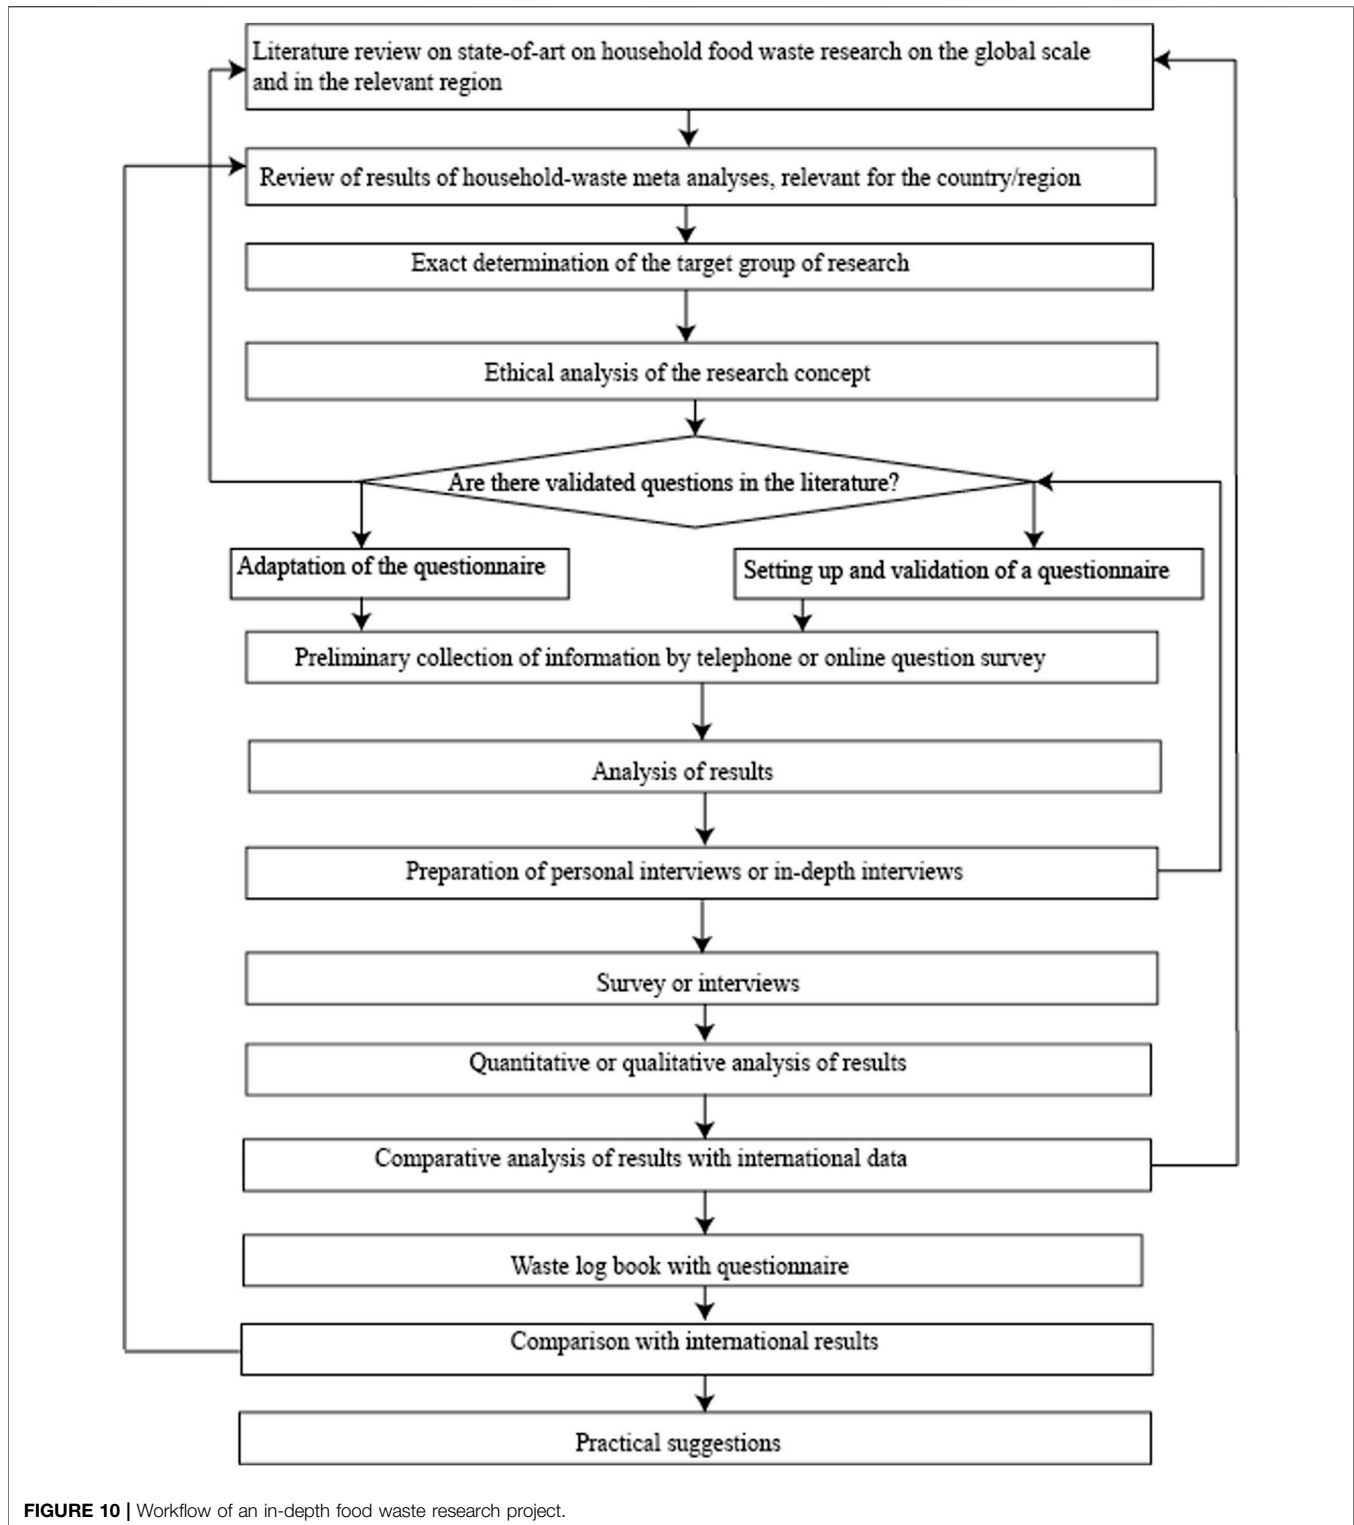 Literature review on state-of-art on household food waste research on the global scale
and in the relevant region
Review of results of household-waste meta analyses, relevant for the country/region
Exact determination of the target group of research
Ethical analysis of the research concept
Are there validated questions in the literature?
Adaptation of the questionnaire
Setting up and validation of a questionnaire
Preliminary collection of information by telephone or online question survey
Analysis of results
Preparation of personal interviews or in-depth interviews
Survey or interviews
Quantitative or qualitative analysis of results
Comparative analysis of results with international data
Waste log book with questionnaire
Comparison with international results
Practical suggestions
FIGURE 10 | Workflow of an in-depth food waste research project.